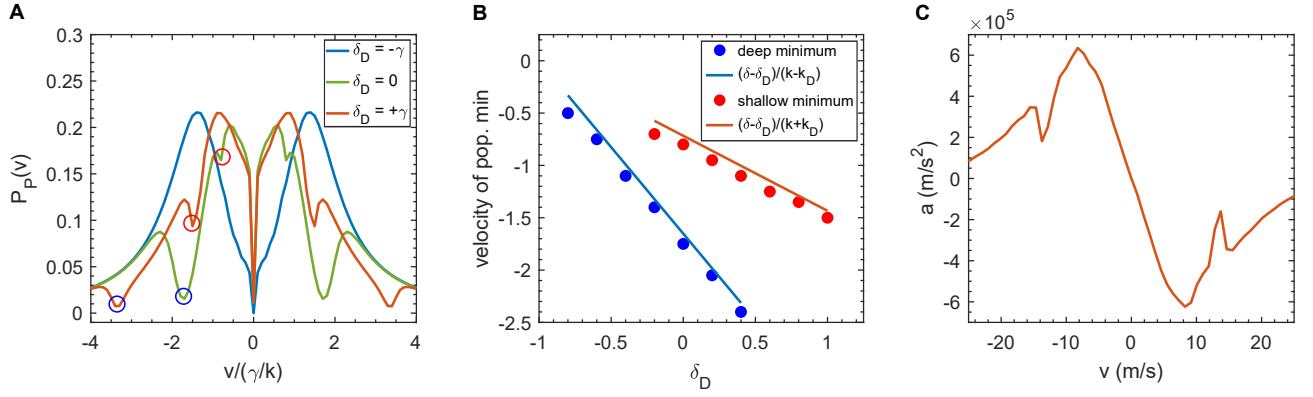 A
P_P(v)
0.3
0.25
0.2
0.15
0.1
0.05
0
-4
-2
0
2
4
v/(γ/k)
δ_D = -γ
δ_D = 0
δ_D = +γ
B
velocity of pop. min
0
-0.5
-1
-1.5
-2
-2.5
-1
-0.5
0
0.5
1
δ_D
deep minimum
(δ-δ_D)/(k-k_D)
shallow minimum
(δ-δ_D)/(k+k_D)
C
×10⁵
a (m/s²)
6
4
2
0
-2
-4
-6
-20
-10
0
10
20
v (m/s)